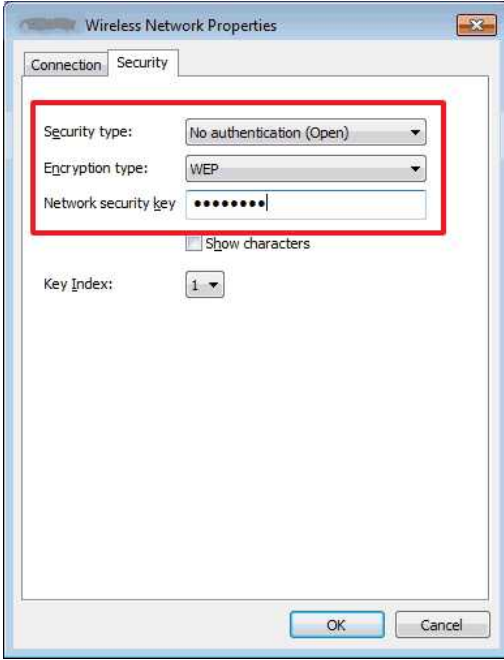 Wireless Network Properties
Connection Security
Security type: No authentication (Open)
Encryption type: WEP
Network security key ••••••••
Show characters
Key Index: 1
OK Cancel